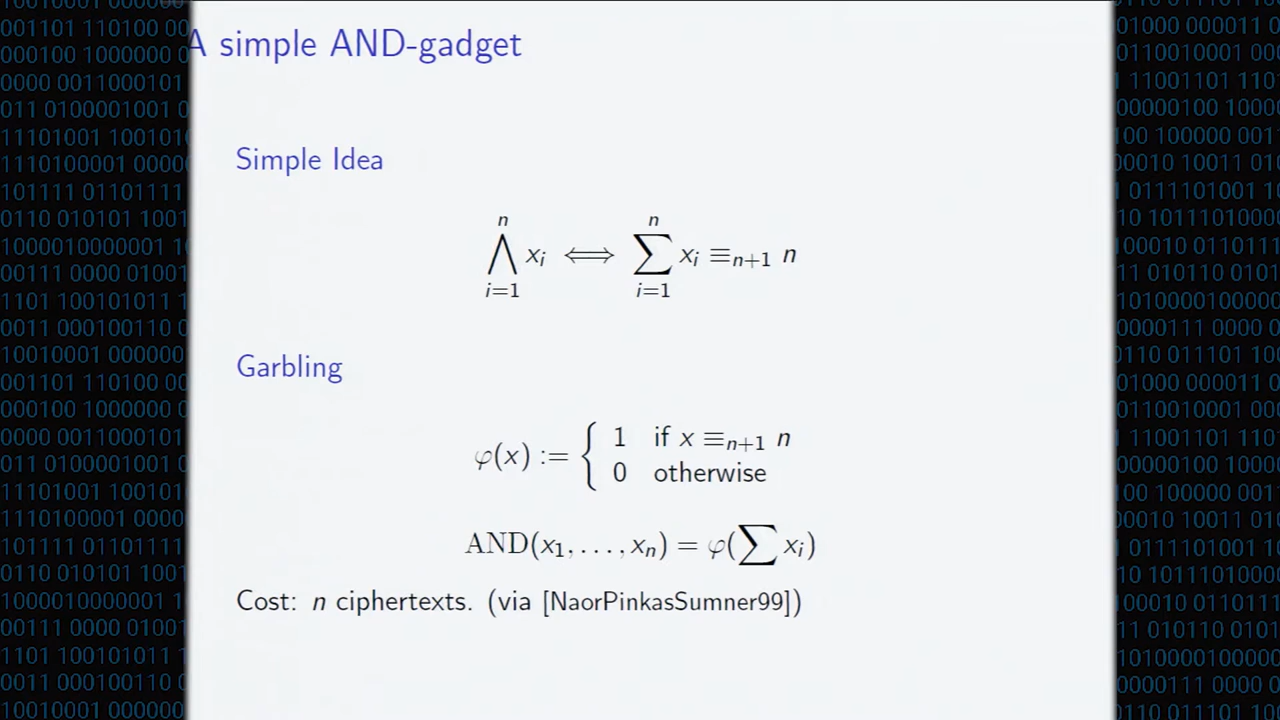 A simple AND-gadget
Simple Idea
⋀_{i=1}^{n} x_i ⟺ ∑_{i=1}^{n} x_i ≡_{n+1} n
Garbling
φ(x) := { 1 if x ≡_{n+1} n
0 otherwise
AND(x_1, . . . , x_n) = φ(∑ x_i)
Cost: n ciphertexts. (via [NaorPinkasSumner99])